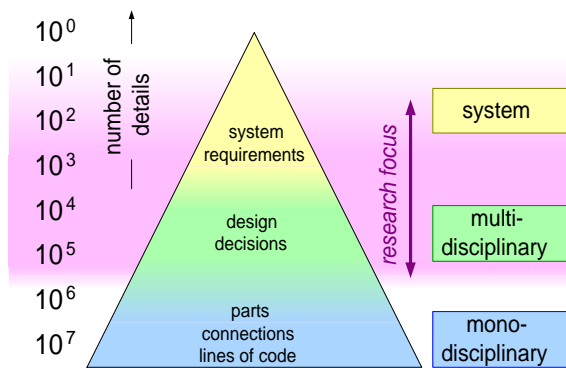 10⁰
10¹
10²
10³
10⁴
10⁵
10⁶
10⁷
number of
details
system
requirements
design
decisions
parts
connections
lines of code
research focus
system
multi-
disciplinary
mono-
disciplinary